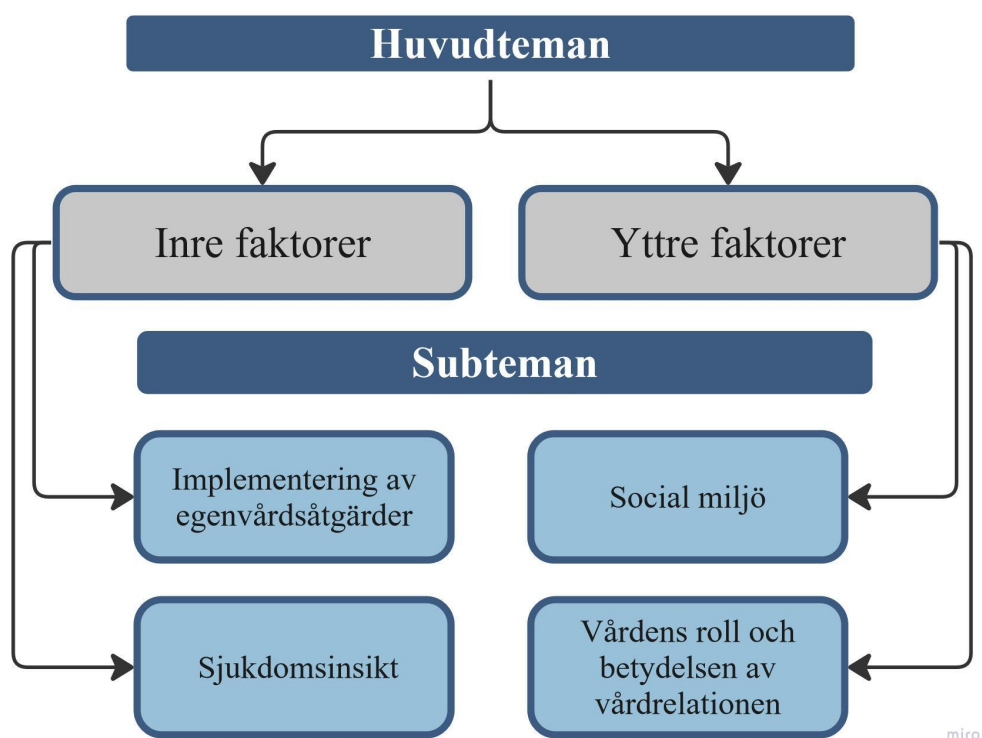 Huvudteman
Inre faktorer
Yttre faktorer
Subteman
Implementering av
egenvårdsåtgärder
Social miljö
Sjukdomsinsikt
Vårdens roll och
betydelsen av
vårdrelationen
miro